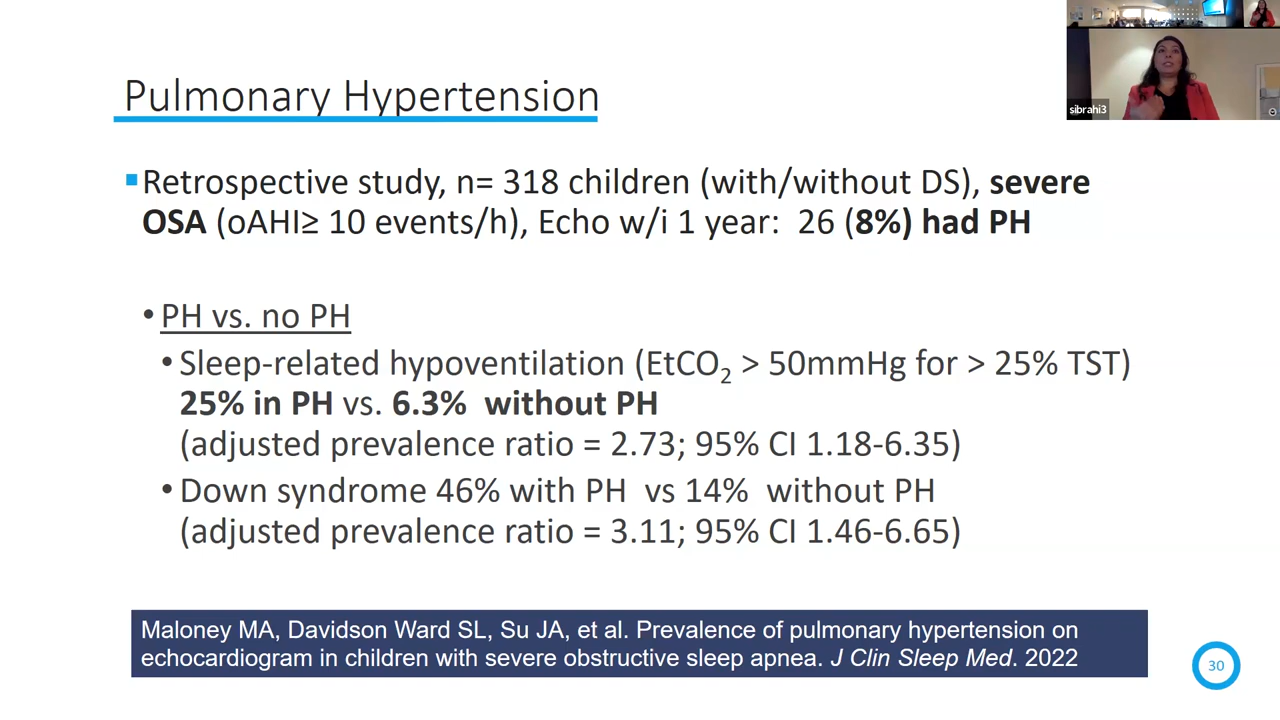 sibrahi3
Pulmonary Hypertension
Retrospective study, n= 318 children (with/without DS), severe
OSA (oAHI≥ 10 events/h), Echo w/i 1 year:  26 (8%) had PH
• PH vs. no PH
• Sleep-related hypoventilation (EtCO₂ > 50mmHg for > 25% TST)
25% in PH vs. 6.3%  without PH
(adjusted prevalence ratio = 2.73; 95% CI 1.18-6.35)
• Down syndrome 46% with PH  vs 14%  without PH
(adjusted prevalence ratio = 3.11; 95% CI 1.46-6.65)
Maloney MA, Davidson Ward SL, Su JA, et al. Prevalence of pulmonary hypertension on
echocardiogram in children with severe obstructive sleep apnea. J Clin Sleep Med. 2022
30